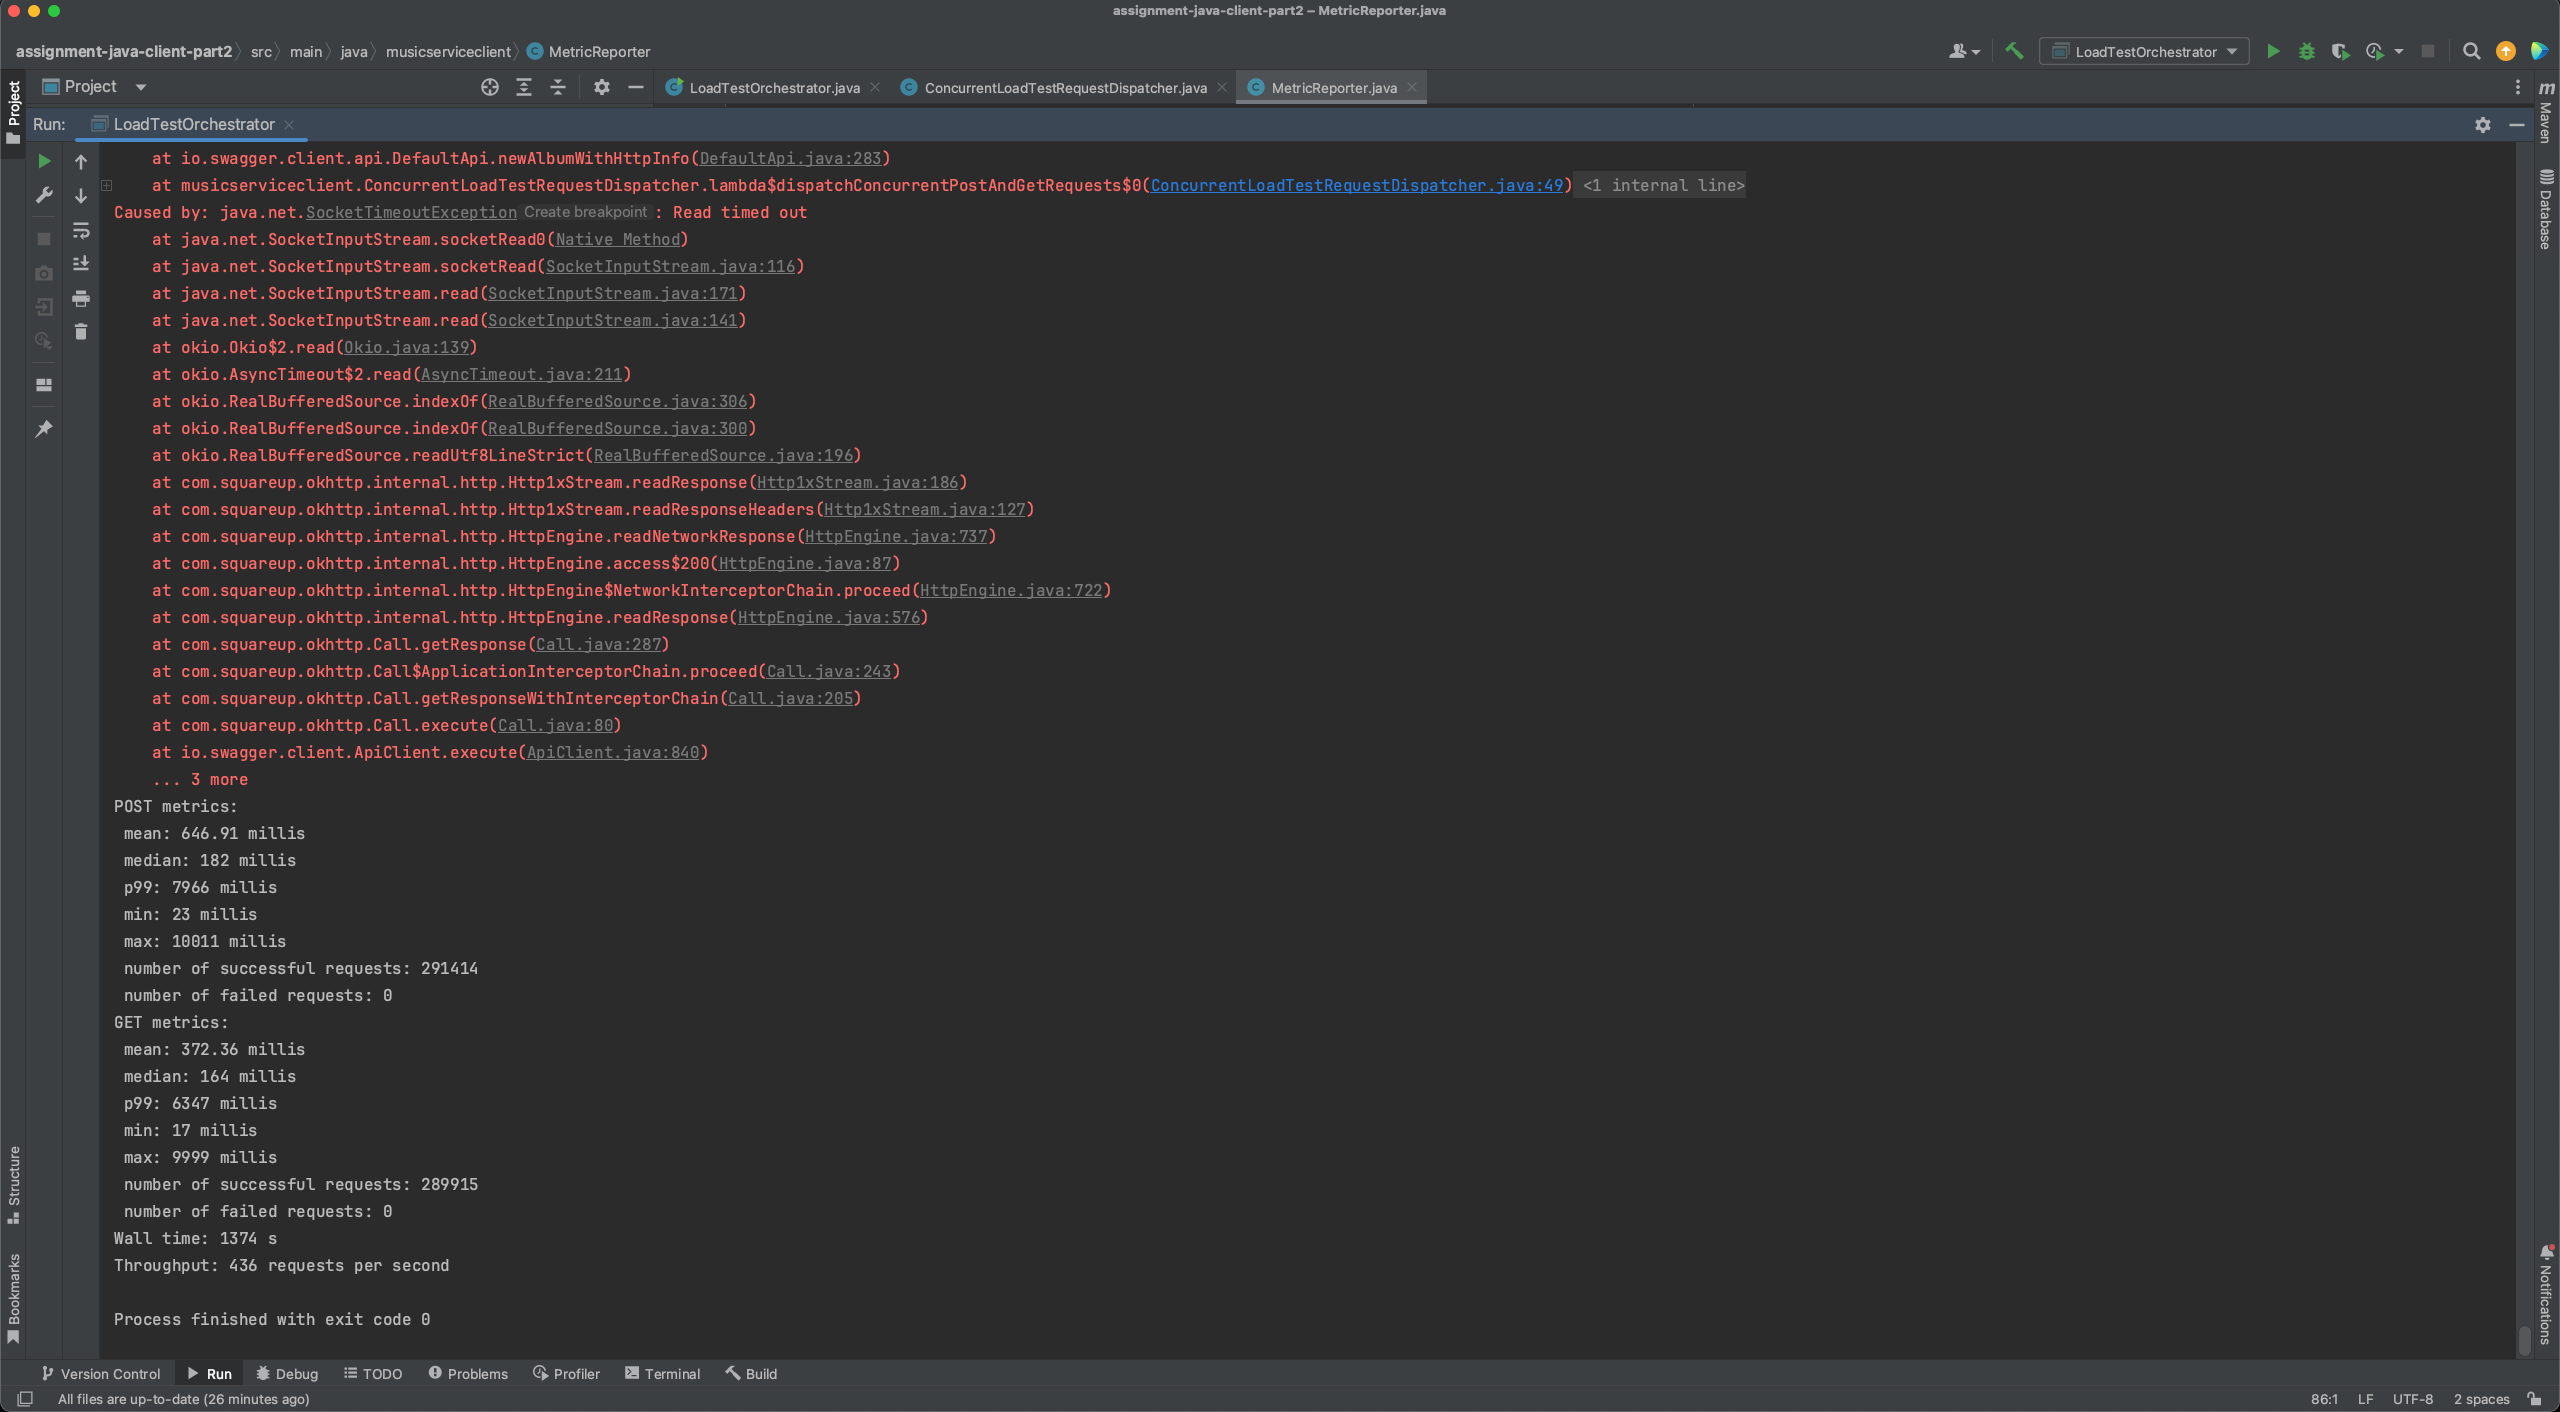 assignment-java-client-part2 – MetricReporter.java
assignment-java-client-part2 src main java musicserviceclient MetricReporter
LoadTestOrchestrator
Project
LoadTestOrchestrator.java
ConcurrentLoadTestRequestDispatcher.java
MetricReporter.java
Run: LoadTestOrchestrator
at io.swagger.client.api.DefaultApi.newAlbumWithHttpInfo(DefaultApi.java:283)
at musicserviceclient.ConcurrentLoadTestRequestDispatcher.lambda$dispatchConcurrentPostAndGetRequests$0(ConcurrentLoadTestRequestDispatcher.java:49) <1 internal line>
Caused by: java.net.SocketTimeoutException Create breakpoint : Read timed out
at java.net.SocketInputStream.socketRead0(Native Method)
at java.net.SocketInputStream.socketRead(SocketInputStream.java:116)
at java.net.SocketInputStream.read(SocketInputStream.java:171)
at java.net.SocketInputStream.read(SocketInputStream.java:141)
at okio.Okio$2.read(Okio.java:139)
at okio.AsyncTimeout$2.read(AsyncTimeout.java:211)
at okio.RealBufferedSource.indexOf(RealBufferedSource.java:306)
at okio.RealBufferedSource.indexOf(RealBufferedSource.java:300)
at okio.RealBufferedSource.readUtf8LineStrict(RealBufferedSource.java:196)
at com.squareup.okhttp.internal.http.Http1xStream.readResponse(Http1xStream.java:186)
at com.squareup.okhttp.internal.http.Http1xStream.readResponseHeaders(Http1xStream.java:127)
at com.squareup.okhttp.internal.http.HttpEngine.readNetworkResponse(HttpEngine.java:737)
at com.squareup.okhttp.internal.http.HttpEngine.access$200(HttpEngine.java:87)
at com.squareup.okhttp.internal.http.HttpEngine$NetworkInterceptorChain.proceed(HttpEngine.java:722)
at com.squareup.okhttp.internal.http.HttpEngine.readResponse(HttpEngine.java:576)
at com.squareup.okhttp.Call.getResponse(Call.java:287)
at com.squareup.okhttp.Call$ApplicationInterceptorChain.proceed(Call.java:243)
at com.squareup.okhttp.Call.getResponseWithInterceptorChain(Call.java:205)
at com.squareup.okhttp.Call.execute(Call.java:80)
at io.swagger.client.ApiClient.execute(ApiClient.java:840)
... 3 more
POST metrics:
mean: 646.91 millis
median: 182 millis
p99: 7966 millis
min: 23 millis
max: 10011 millis
number of successful requests: 291414
number of failed requests: 0
GET metrics:
mean: 372.36 millis
median: 164 millis
p99: 6347 millis
min: 17 millis
max: 9999 millis
number of successful requests: 289915
number of failed requests: 0
Wall time: 1374 s
Throughput: 436 requests per second
Process finished with exit code 0
Project
Structure
Bookmarks
m Maven
Database
Notifications
Version Control Run Debug TODO Problems Profiler Terminal Build
All files are up-to-date (26 minutes ago)
86:1 LF UTF-8 2 spaces